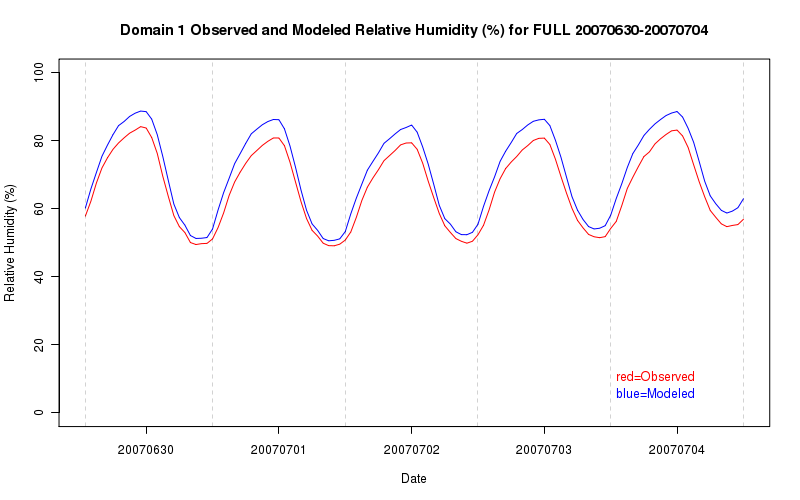 Domain 1 Observed and Modeled Relative Humidity (%) for FULL 20070630-20070704
Relative Humidity (%)
100
80
60
40
20
0
red=Observed
blue=Modeled
20070630 20070701 20070702 20070703 20070704
Date